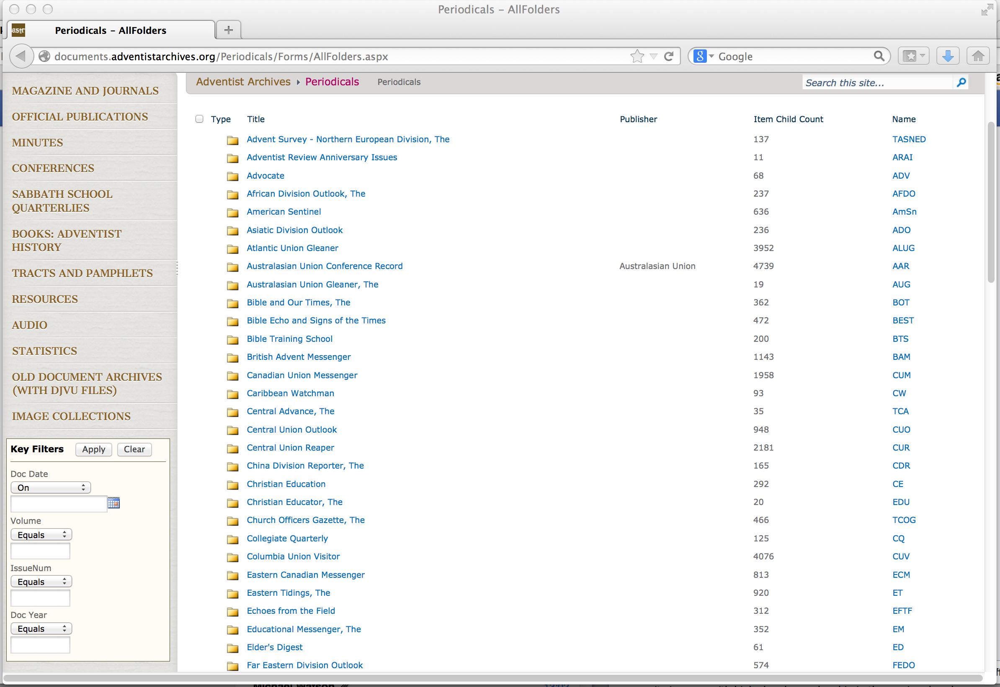 Periodicals – AllFolders
Periodicals – AllFolders
documents.adventistarchives.org/Periodicals/Forms/AllFolders.aspx
Google
Adventist Archives Periodicals Periodicals
Search this site...
MAGAZINE AND JOURNALS
OFFICIAL PUBLICATIONS
MINUTES
CONFERENCES
SABBATH SCHOOL
QUARTERLIES
BOOKS: ADVENTIST
HISTORY
TRACTS AND PAMPHLETS
RESOURCES
AUDIO
STATISTICS
OLD DOCUMENT ARCHIVES
(WITH DJVU FILES)
IMAGE COLLECTIONS
Key Filters Apply Clear
Doc Date
On
Volume
Equals
IssueNum
Equals
Doc Year
Equals
Type Title Publisher Item Child Count Name
Advent Survey - Northern European Division, The 137 TASNED
Adventist Review Anniversary Issues 11 ARAI
Advocate 68 ADV
African Division Outlook, The 237 AFDO
American Sentinel 636 AmSn
Asiatic Division Outlook 236 ADO
Atlantic Union Gleaner 3952 ALUG
Australasian Union Conference Record Australasian Union 4739 AAR
Australasian Union Gleaner, The 19 AUG
Bible and Our Times, The 362 BOT
Bible Echo and Signs of the Times 472 BEST
Bible Training School 200 BTS
British Advent Messenger 1143 BAM
Canadian Union Messenger 1958 CUM
Caribbean Watchman 93 CW
Central Advance, The 35 TCA
Central Union Outlook 948 CUO
Central Union Reaper 2181 CUR
China Division Reporter, The 165 CDR
Christian Education 292 CE
Christian Educator, The 20 EDU
Church Officers Gazette, The 466 TCOG
Collegiate Quarterly 125 CQ
Columbia Union Visitor 4076 CUV
Eastern Canadian Messenger 813 ECM
Eastern Tidings, The 920 ET
Echoes from the Field 312 EFTF
Educational Messenger, The 352 EM
Elder's Digest 61 ED
Far Eastern Division Outlook 574 FEDO